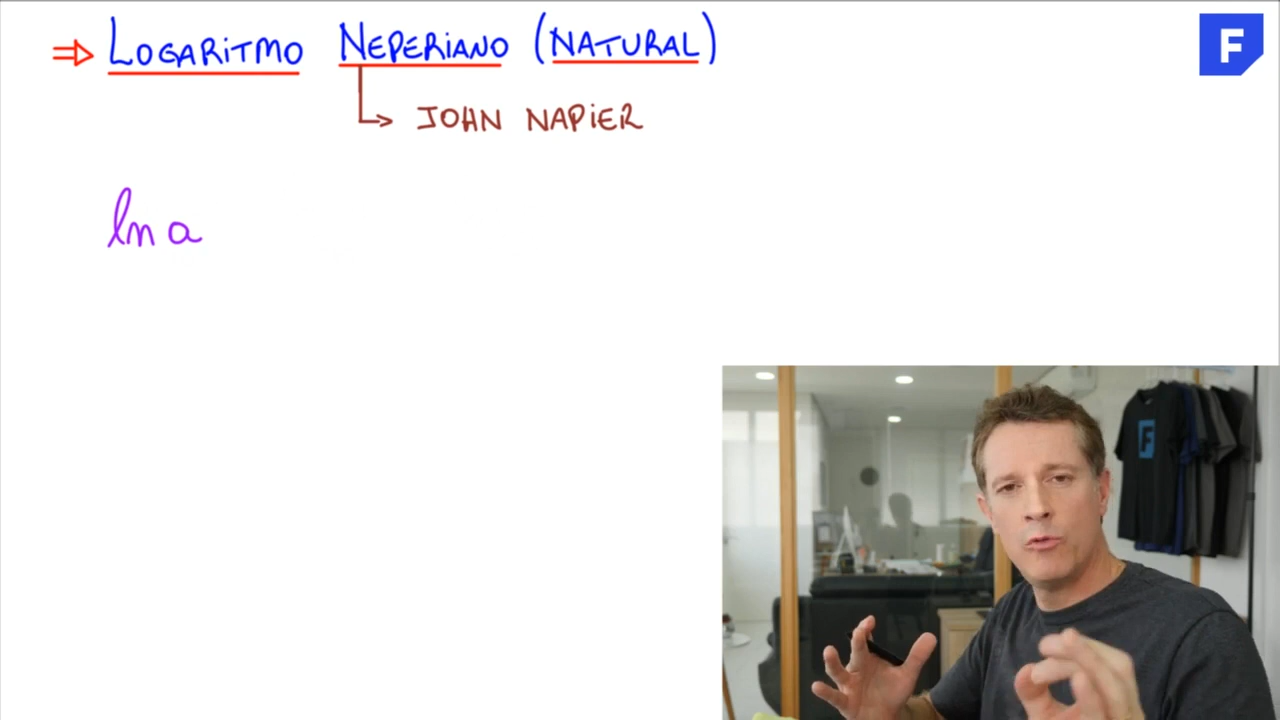 ⇒ LOGARITMO NEPERIANO (NATURAL)
F
↳ JOHN NAPIER
ln a
F